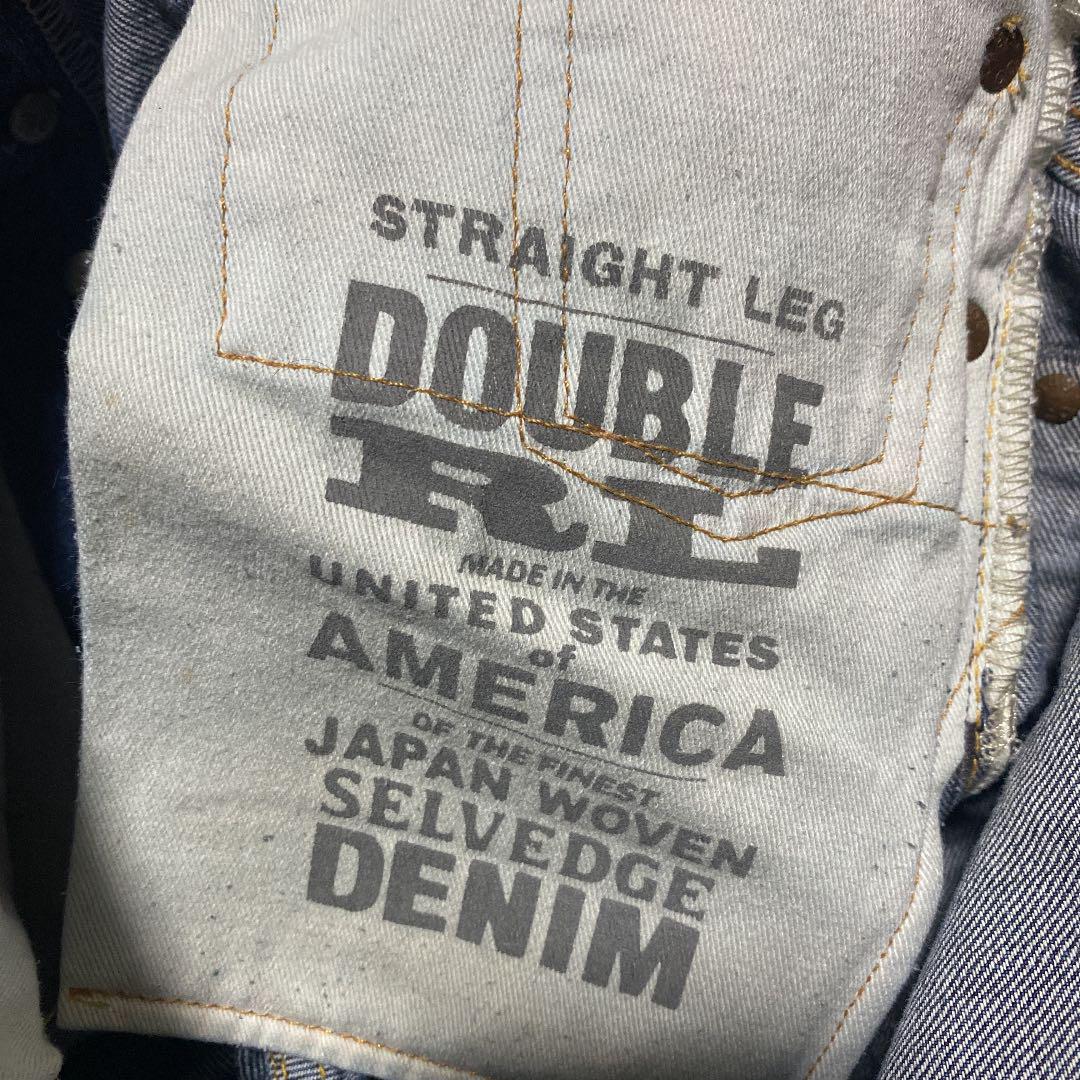 STRAIGHT LEG
DOUBLE
RL
MADE IN THE
UNITED STATES
of
AMERICA
OF THE FINEST
JAPAN WOVEN
SELVEDGE
DENIM